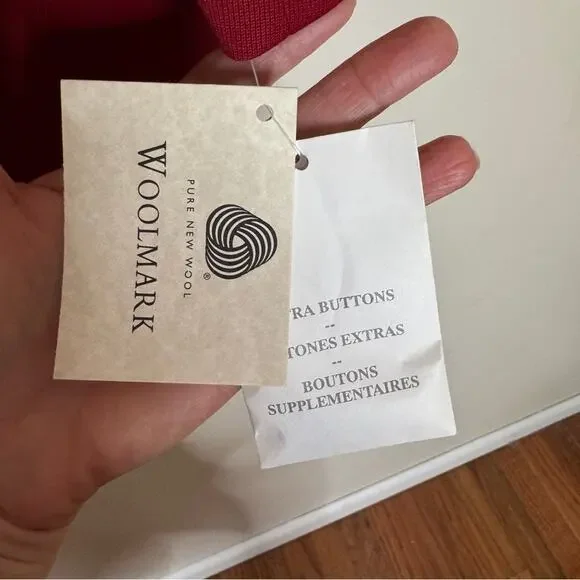 WOOLMARK
PURE NEW WOOL
®
TRA BUTTONS
--
TONES EXTRAS
--
BOUTONS
SUPPLEMENTAIRES